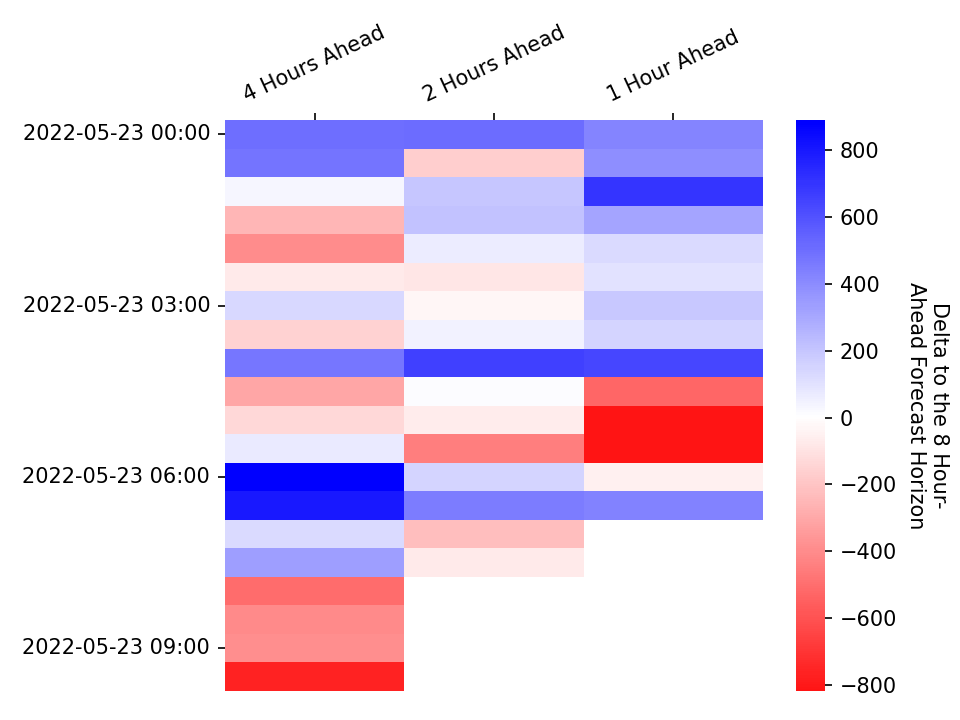 4 Hours Ahead
2 Hours Ahead
1 Hour Ahead
2022-05-23 00:00
2022-05-23 03:00
2022-05-23 06:00
2022-05-23 09:00
800
600
400
200
0
−200
−400
−600
−800
Delta to the 8 Hour-
Ahead Forecast Horizon